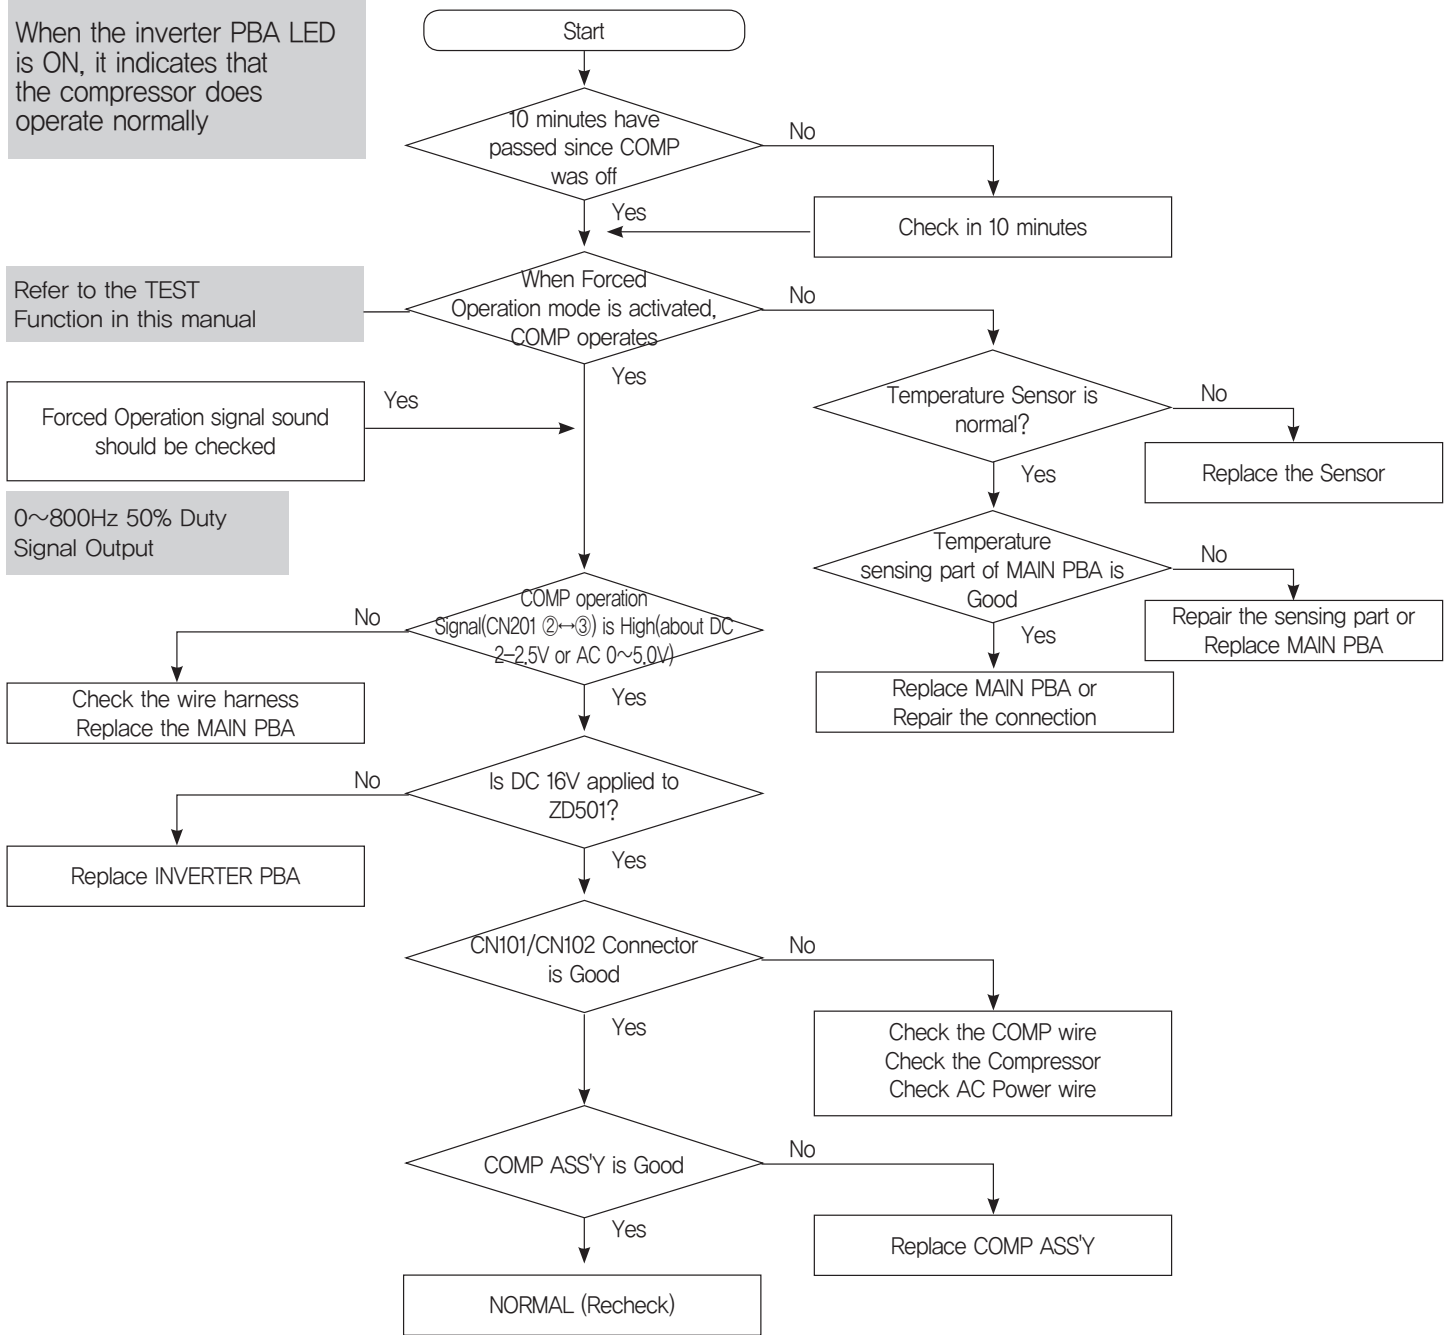 When the inverter PBA LED
is ON, it indicates that
the compressor does
operate normally
Start
10 minutes have
passed since COMP
was off
No
Yes
Check in 10 minutes
Refer to the TEST
Function in this manual
When Forced
Operation mode is activated,
COMP operates
No
Yes
Forced Operation signal sound
should be checked
Yes
Temperature Sensor is
normal?
No
Yes
Replace the Sensor
0~800Hz 50% Duty
Signal Output
Temperature
sensing part of MAIN PBA is
Good
No
Yes
Repair the sensing part or
Replace MAIN PBA
Replace MAIN PBA or
Repair the connection
COMP operation
Signal(CN201 ②↔③) is High(about DC
2-2.5V or AC 0~5.0V)
No
Yes
Check the wire harness
Replace the MAIN PBA
Is DC 16V applied to
ZD501?
No
Yes
Replace INVERTER PBA
CN101/CN102 Connector
is Good
No
Yes
Check the COMP wire
Check the Compressor
Check AC Power wire
COMP ASS'Y is Good
No
Yes
Replace COMP ASS'Y
NORMAL (Recheck)